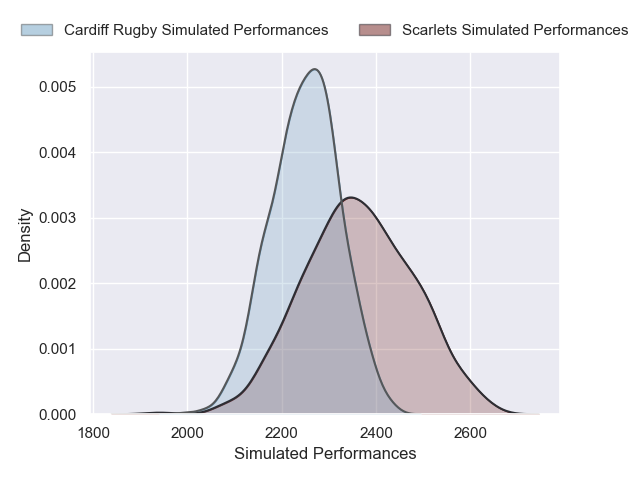 Cardiff Rugby Simulated Performances Scarlets Simulated Performances
0.005
0.004
0.003
0.002
0.001
0.000
Density
1800 2000 2200 2400 2600
Simulated Performances